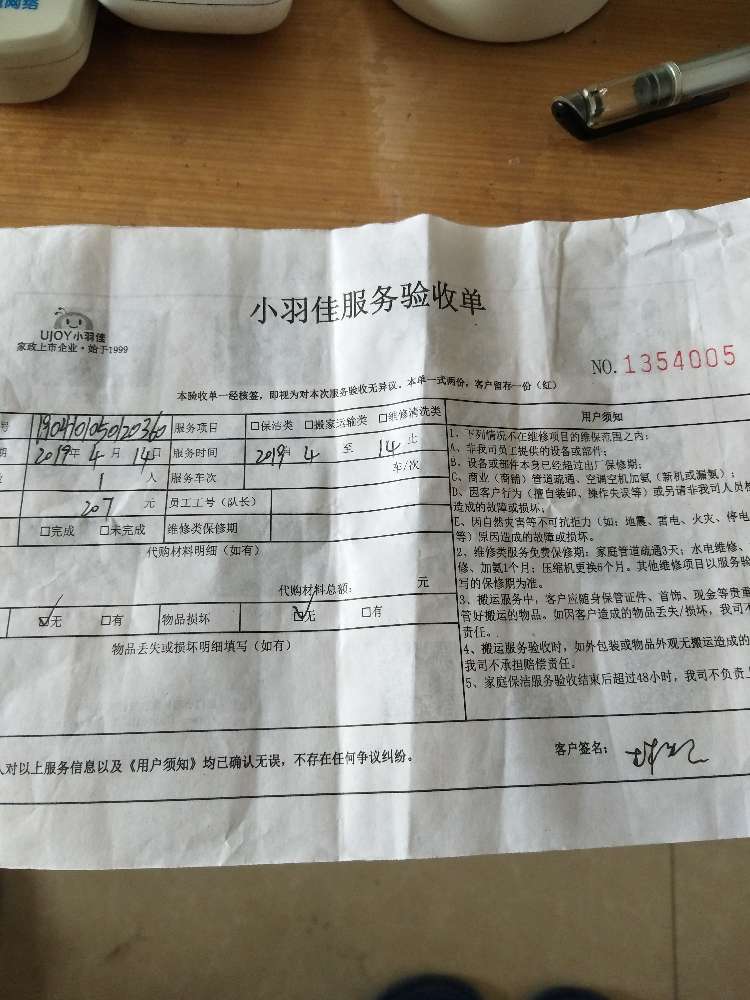 网络
小羽佳服务验收单
UJOY小羽佳
家政上市企业·始于1999
NO.1354005
本验收单一经核签，即视为对本次服务验收无异议。本单一式两份，客户留存一份（红）
号 190410105020360 服务项目 □保洁类 □搬家运输类 □维修清洗类
期 2019年4月14日 服务时间 2019 4 至 14 止
1 人 服务车次 车/次
207 元 员工工号（队长）
□完成 □未完成 维修类保修期
代购材料明细（如有）
代购材料总额： 元
☑无 □有 物品损坏 ☑无 □有
物品丢失或损坏明细填写（如有）
用户须知
1、下列情况不在维修项目的维保范围之内：
A、非我司员工提供的设备或部件；
B、设备或部件本身已经超过出厂保修期；
C、商业（商铺）管道疏通、空调空机加氨（新机或漏氨）；
D、因客户行为（擅自装卸、操作失误等）或另请非我司人员
造成的故障或损坏；
E、因自然灾害等不可抗拒力（如：地震、雷电、火灾、停电
等）原因造成的故障或损坏。
2、维修类服务免费保修期：家庭管道疏通3天；水电维修、
修、加氨1个月；压缩机更换6个月。其他维修项目以服务验
写的保修期为准。
3、搬运服务中，客户应随身保管证件、首饰、现金等贵重
管好搬运的物品。如因客户造成的物品丢失/损坏，我司不
责任。
4、搬运服务验收时，如外包装或物品外观无搬运造成的
我司不承担赔偿责任。
5、家庭保洁服务验收结束后超过48小时，我司不负责
人对以上服务信息以及《用户须知》均已确认无误，不存在任何争议纠纷。
客户签名：